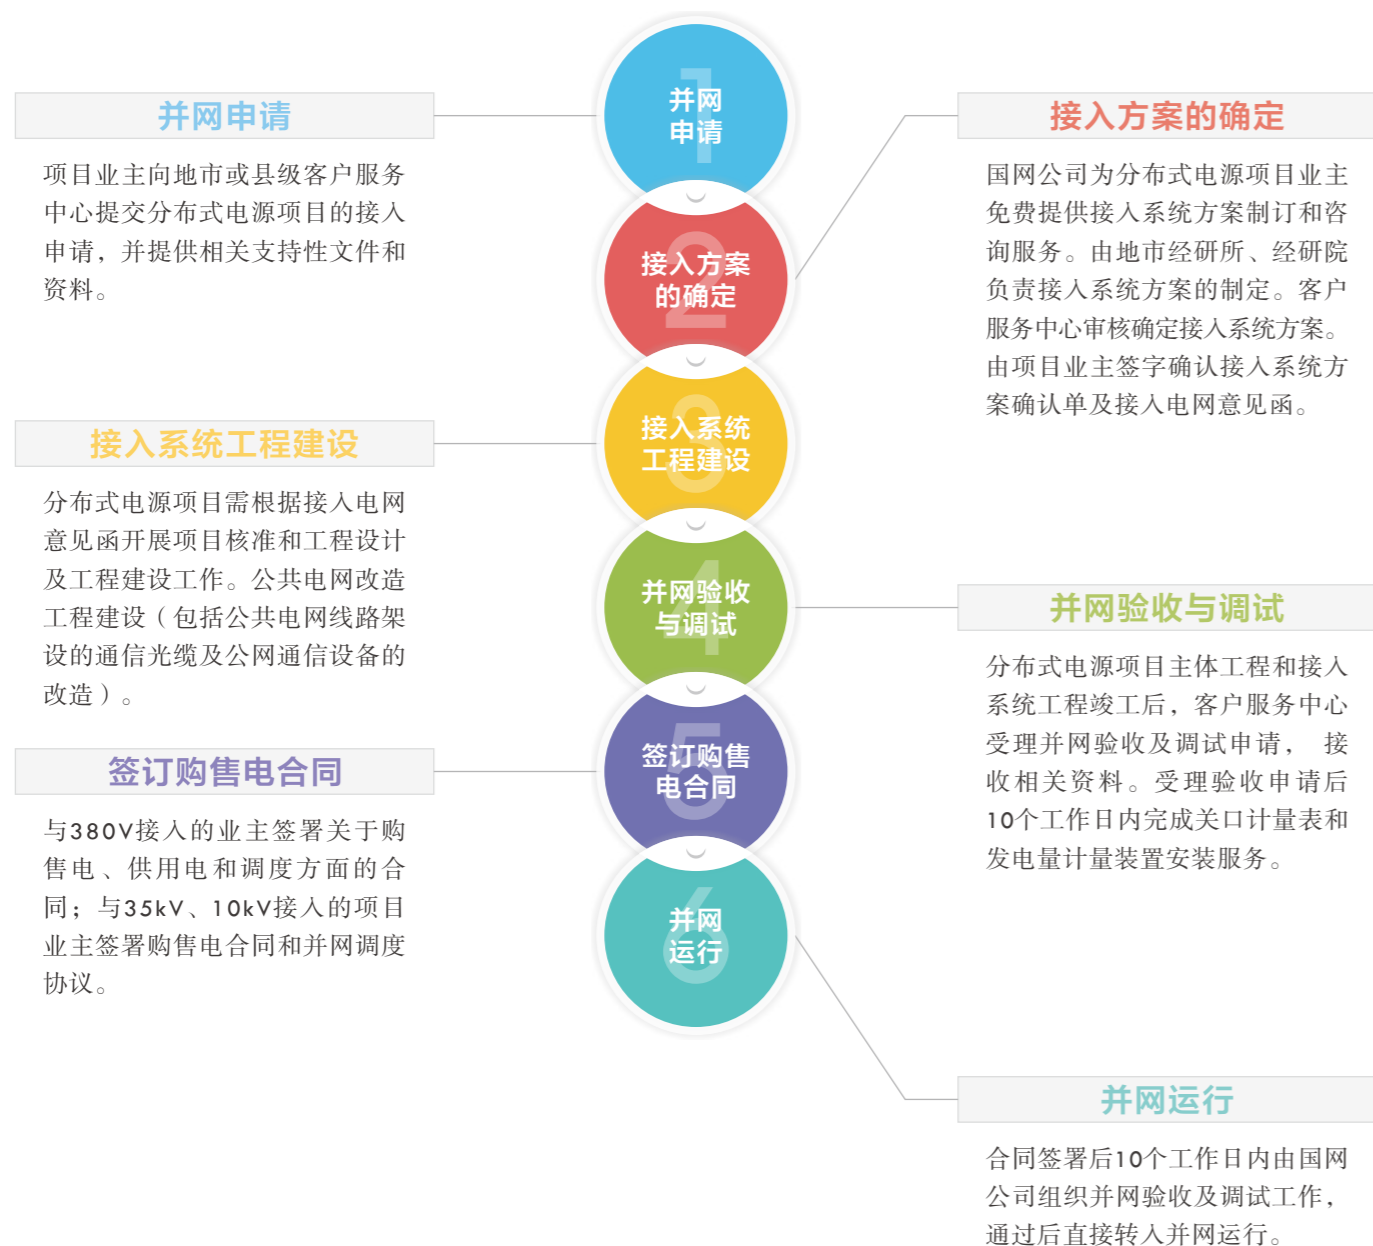 1
并网
申请
2
接入方案
的确定
3
接入系统
工程建设
4
并网验收
与调试
5
签订购售
电合同
6
并网
运行
并网申请
项目业主向地市或县级客户服务
中心提交分布式电源项目的接入
申请，并提供相关支持性文件和
资料。
接入方案的确定
国网公司为分布式电源项目业主
免费提供接入系统方案制订和咨
询服务。由地市经研所、经研院
负责接入系统方案的制定。客户
服务中心审核确定接入系统方案。
由项目业主签字确认接入系统方
案确认单及接入电网意见函。
接入系统工程建设
分布式电源项目需根据接入电网
意见函开展项目核准和工程设计
及工程建设工作。公共电网改造
工程建设（包括公共电网线路架
设的通信光缆及公网通信设备的
改造）。
并网验收与调试
分布式电源项目主体工程和接入
系统工程竣工后，客户服务中心
受理并网验收及调试申请， 接
收相关资料。受理验收申请后
10个工作日内完成关口计量表和
发电量计量装置安装服务。
签订购售电合同
与380V接入的业主签署关于购
售电、供用电和调度方面的合
同；与35kV、10kV接入的项目
业主签署购售电合同和并网调度
协议。
并网运行
合同签署后10个工作日内由国网
公司组织并网验收及调试工作，
通过后直接转入并网运行。